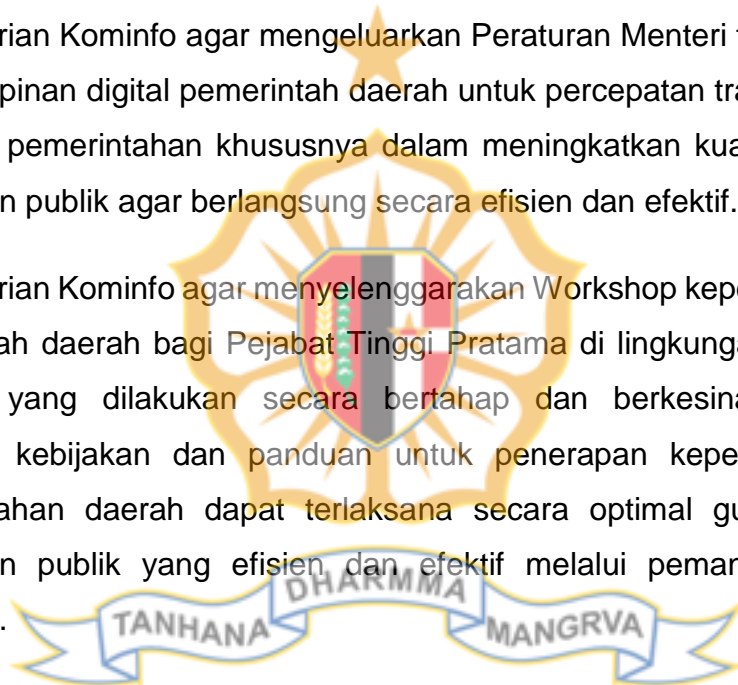 rian Kominfo agar mengeluarkan Peraturan Menteri
pinan digital pemerintah daerah untuk percepatan tra
pemerintahan khususnya dalam meningkatkan kua
n publik agar berlangsung secara efisien dan efektif.
rian Kominfo agar menyelenggarakan Workshop kepe
ah daerah bagi Pejabat Tinggi Pratama di lingkunga
yang dilakukan secara bertahap dan berkesina
kebijakan dan panduan untuk penerapan kepe
ahan daerah dapat terlaksana secara optimal gu
n publik yang efisien dan efektif melalui pemar
.
TANHANA DHARMMA MANGRVA